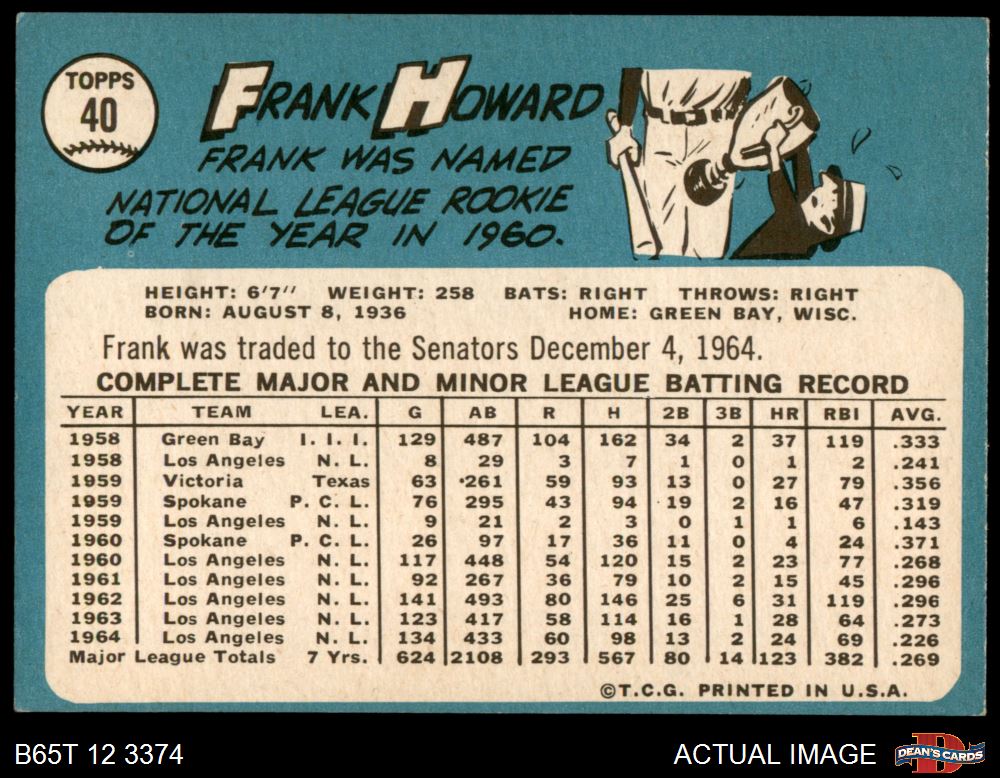 TOPPS
40
FRANK HOWARD
FRANK WAS NAMED
NATIONAL LEAGUE ROOKIE
OF THE YEAR IN 1960.
HEIGHT: 6'7" WEIGHT: 258 BATS: RIGHT THROWS: RIGHT
BORN: AUGUST 8, 1936 HOME: GREEN BAY, WISC.
Frank was traded to the Senators December 4, 1964.
COMPLETE MAJOR AND MINOR LEAGUE BATTING RECORD
YEAR TEAM LEA. G AB R H 2B 3B HR RBI AVG.
1958 Green Bay I. I. I. 129 487 104 162 34 2 37 119 .333
1958 Los Angeles N. L. 8 29 3 7 1 0 1 2 .241
1959 Victoria Texas 63 261 59 93 13 0 27 79 .356
1959 Spokane P. C. L. 76 295 43 94 19 2 16 47 .319
1959 Los Angeles N. L. 9 21 2 3 0 1 1 6 .143
1960 Spokane P. C. L. 26 97 17 36 11 0 4 24 .371
1960 Los Angeles N. L. 117 448 54 120 15 2 23 77 .268
1961 Los Angeles N. L. 92 267 36 79 10 2 15 45 .296
1962 Los Angeles N. L. 141 493 80 146 25 6 31 119 .296
1963 Los Angeles N. L. 123 417 58 114 16 1 28 64 .273
1964 Los Angeles N. L. 134 433 60 98 13 2 24 69 .226
Major League Totals 7 Yrs. 624 2108 293 567 80 14 123 382 .269
©T.C.G. PRINTED IN U.S.A.
B65T 12 3374 ACTUAL IMAGE DEAN'S CARDS